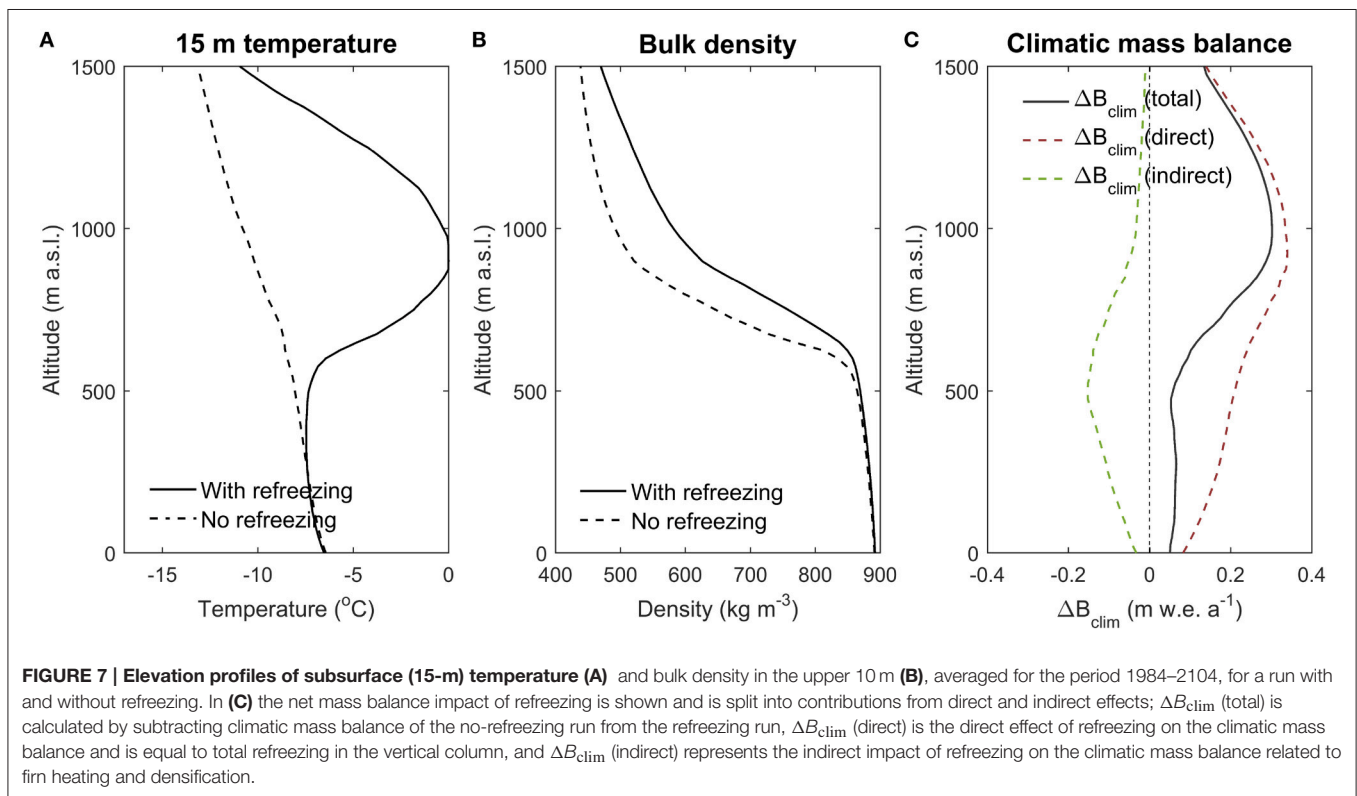 A
15 m temperature
1500
1000
500
0
Altitude (m a.s.l.)
With refreezing
No refreezing
-15
-10
-5
0
Temperature (°C)
B
Bulk density
1500
1000
500
0
Altitude (m a.s.l.)
With refreezing
No refreezing
400
500
600
700
800
900
Density (kg m⁻³)
C
Climatic mass balance
1500
1000
500
0
Altitude (m a.s.l.)
ΔB_clim (total)
ΔB_clim (direct)
ΔB_clim (indirect)
-0.4
-0.2
0
0.2
0.4
ΔB_clim (m w.e. a⁻¹)
FIGURE 7 | Elevation profiles of subsurface (15-m) temperature (A) and bulk density in the upper 10 m (B), averaged for the period 1984–2104, for a run with
and without refreezing. In (C) the net mass balance impact of refreezing is shown and is split into contributions from direct and indirect effects; ΔB_clim (total) is
calculated by subtracting climatic mass balance of the no-refreezing run from the refreezing run, ΔB_clim (direct) is the direct effect of refreezing on the climatic mass
balance and is equal to total refreezing in the vertical column, and ΔB_clim (indirect) represents the indirect impact of refreezing on the climatic mass balance related to
firn heating and densification.